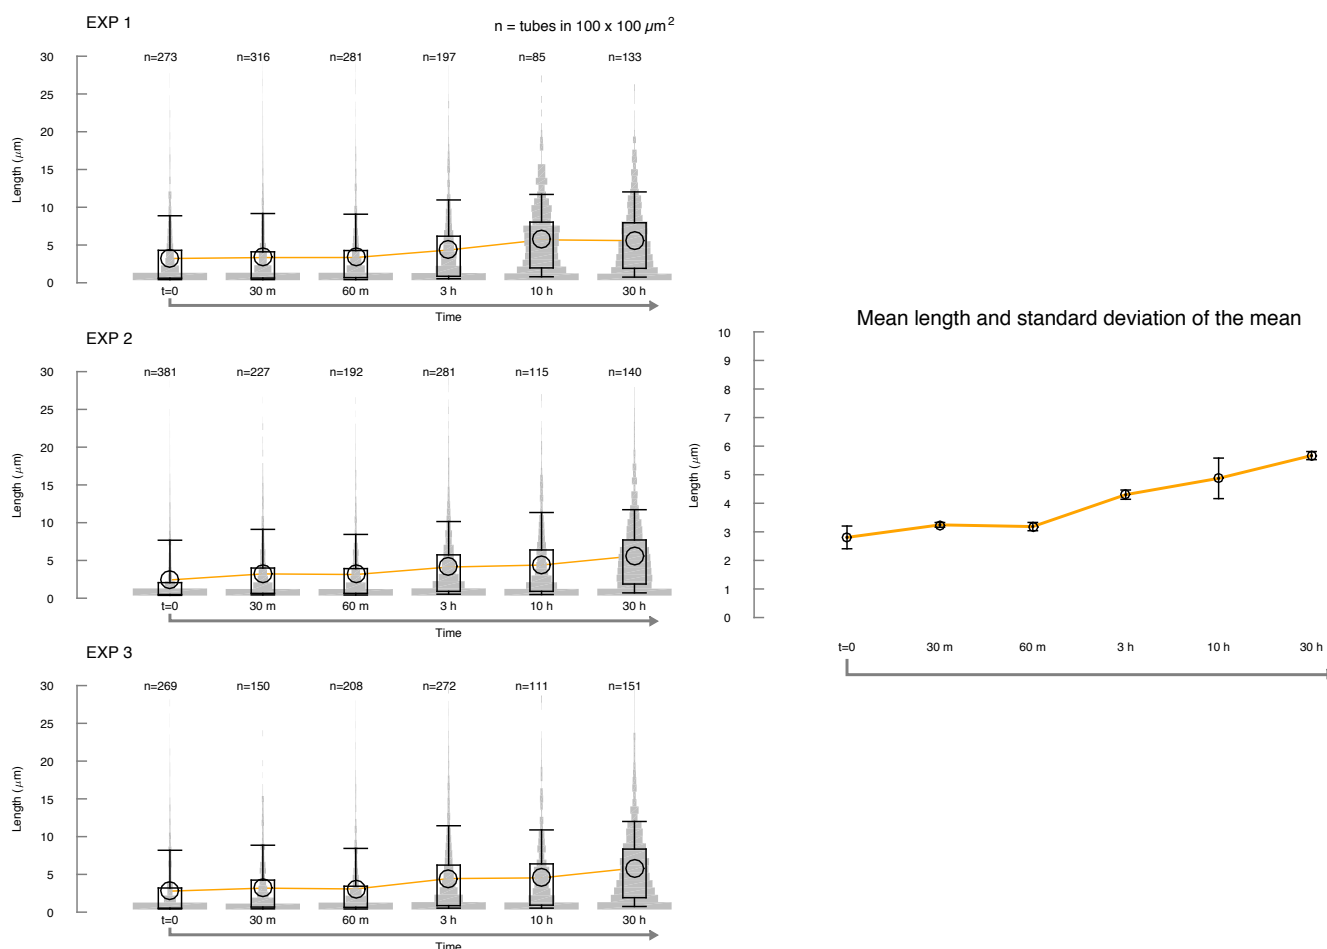 EXP 1
n = tubes in 100 x 100 μm2
n=273 n=316 n=281 n=197 n=85 n=133
30
25
20
15
10
5
0
Length (μm)
t=0 30 m 60 m 3 h 10 h 30 h
Time
EXP 2
n=381 n=227 n=192 n=281 n=115 n=140
30
25
20
15
10
5
0
Length (μm)
t=0 30 m 60 m 3 h 10 h 30 h
Time
EXP 3
n=269 n=150 n=208 n=272 n=111 n=151
30
25
20
15
10
5
0
Length (μm)
t=0 30 m 60 m 3 h 10 h 30 h
Time
Mean length and standard deviation of the mean
10
9
8
7
6
5
4
3
2
1
0
Length (μm)
t=0 30 m 60 m 3 h 10 h 30 h